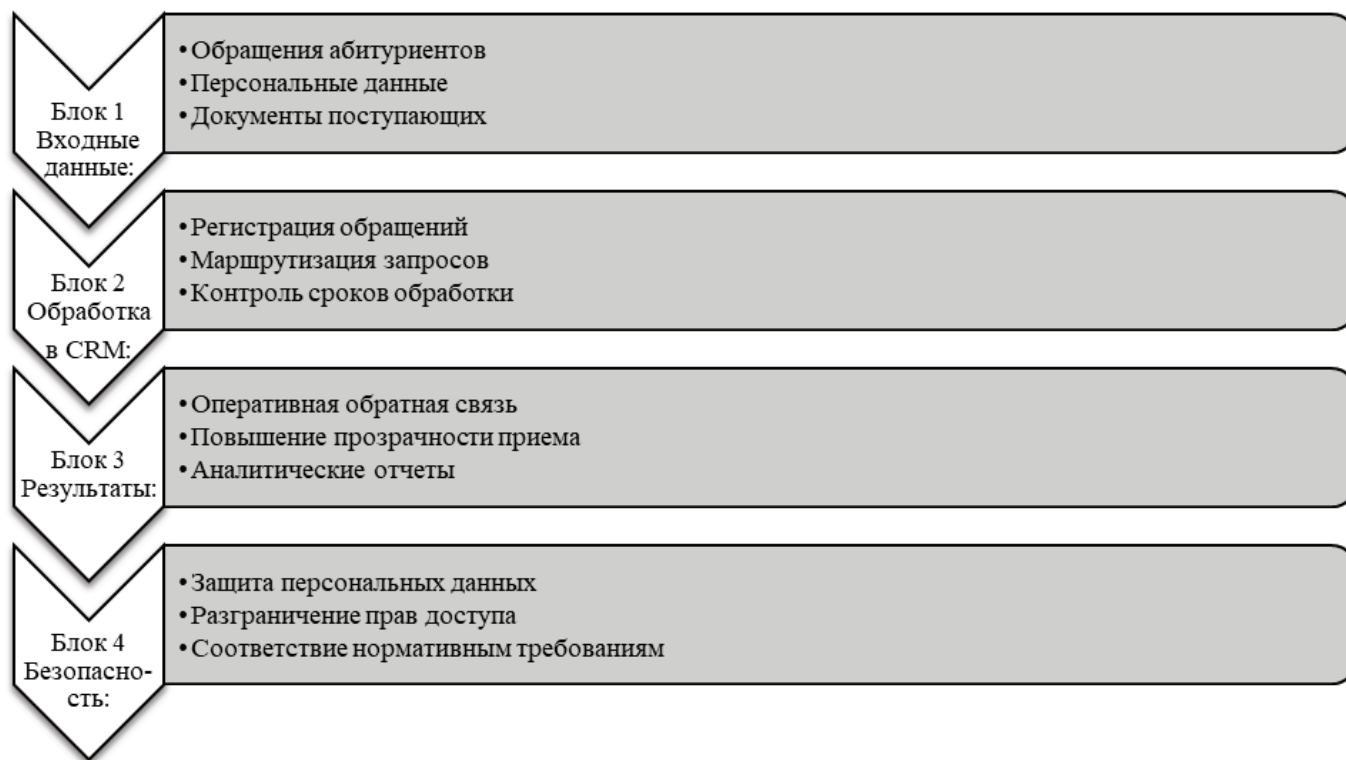 Блок 1
Входные
данные:
• Обращения абитуриентов
• Персональные данные
• Документы поступающих
Блок 2
Обработка
в CRM:
• Регистрация обращений
• Маршрутизация запросов
• Контроль сроков обработки
Блок 3
Результаты:
• Оперативная обратная связь
• Повышение прозрачности приема
• Аналитические отчеты
Блок 4
Безопасно-
сть:
• Защита персональных данных
• Разграничение прав доступа
• Соответствие нормативным требованиям